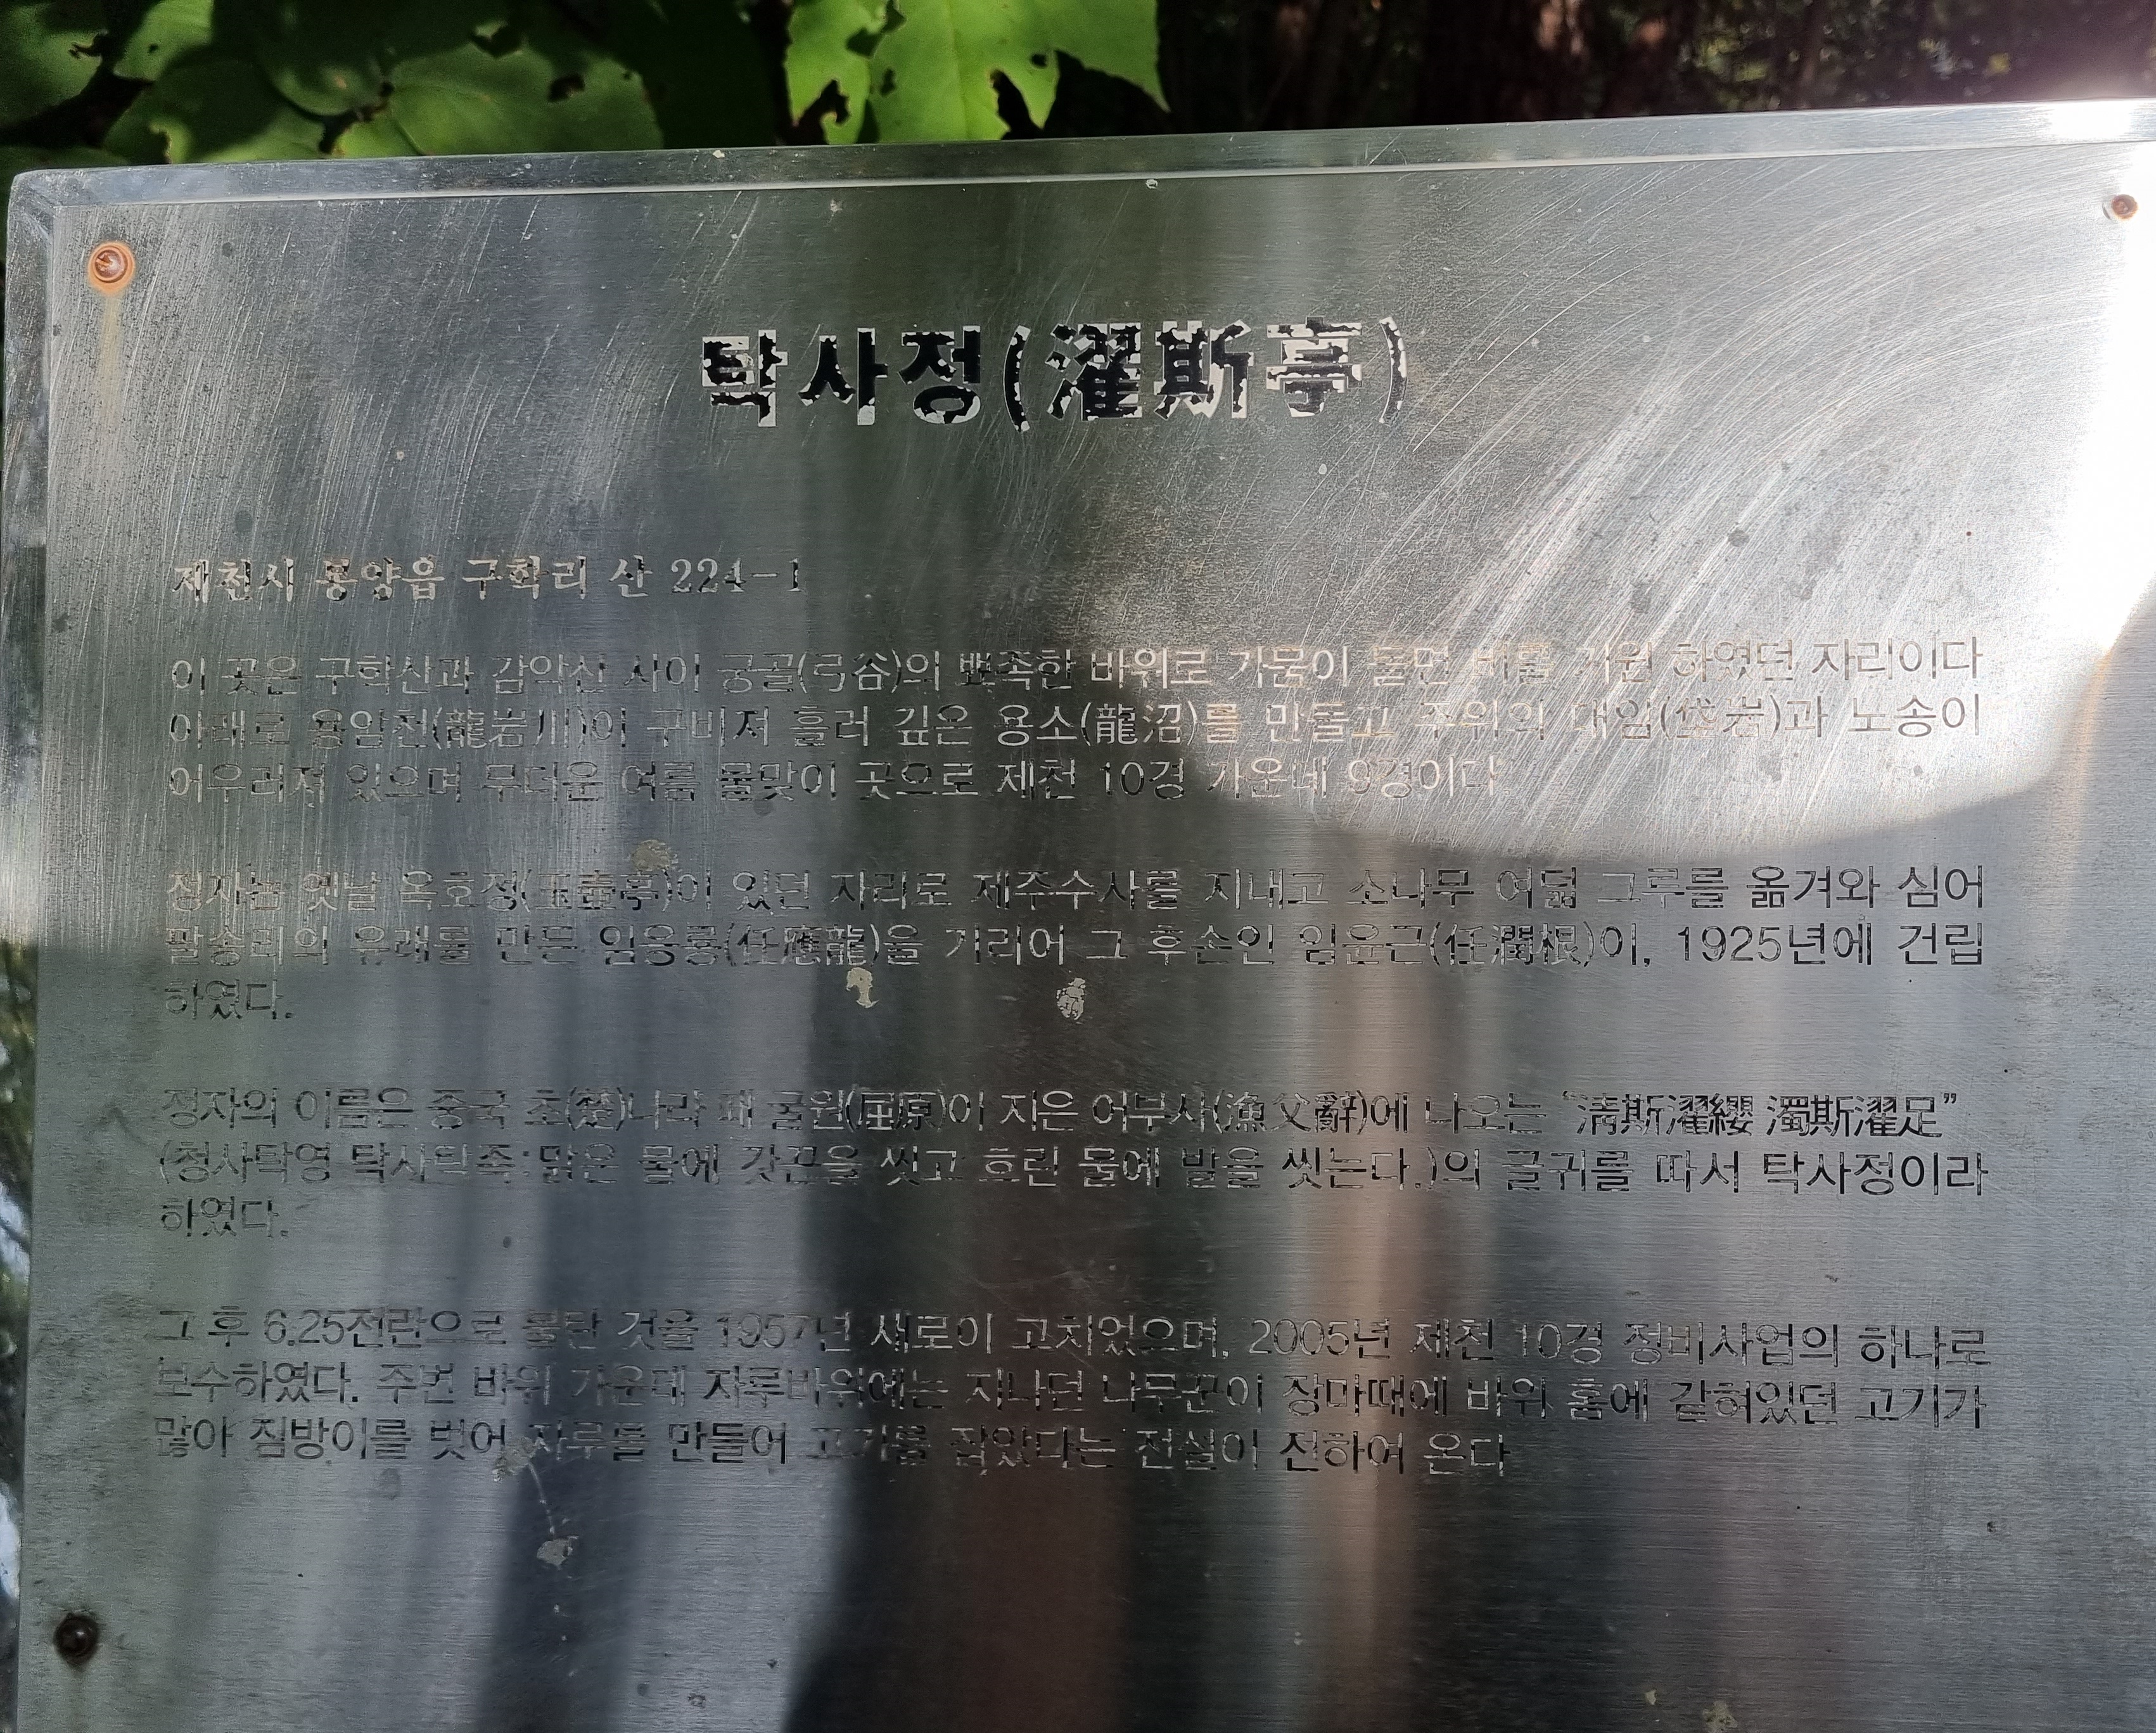 탁사정(濯斯亭)
제천시 봉양읍 구학리 산 224-1
이 곳은 구학산과 감악산 사이 궁골(弓谷)의 뾰족한 바위로 가뭄이 들면 비를 기원 하였던 자리이다
아래로 용암천(龍岩川)이 구비져 흘러 깊은 용소(龍沼)를 만들고 주위의 대암(垈岩)과 노송이
어우러져 있으며 무더운 여름 물맞이 곳으로 제천 10경 가운데 9경이다
정자는 옛날 옥호정(玉壺亭)이 있던 자리로 제주수사를 지내고 소나무 여덟 그루를 옮겨와 심어
팔송리의 유래를 만든 임응룡(任應龍)을 기리어 그 후손인 임윤근(任潤根)이, 1925년에 건립
하였다.
정자의 이름은 중국 초(楚)나라 때 굴원(屈原)이 지은 어부사(漁父辭)에 나오는 "淸斯濯纓 濁斯濯足"
(청사탁영 탁사탁족:맑은 물에 갓끈을 씻고 흐린 물에 발을 씻는다.)의 글귀를 따서 탁사정이라
하였다.
그 후 6.25전란으로 불탄 것을 1957년 새로이 고치었으며, 2005년 제천 10경 정비사업의 하나로
보수하였다. 주변 바위 가운데 자루바위에는 지나던 나무꾼이 장마때에 바위 홈에 갇혀있던 고기가
많아 짐방이를 벗어 자루를 만들어 고기를 잡았다는 전설이 전하여 온다